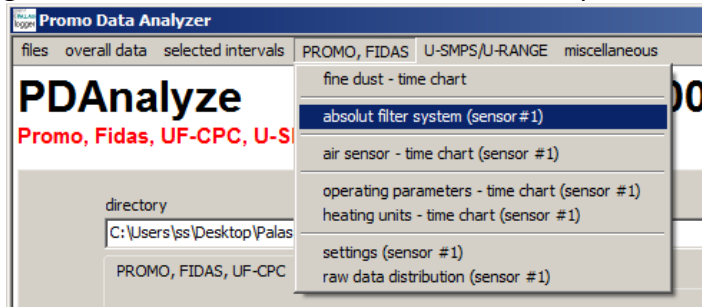 Promo Data Analyzer
files overall data selected intervals PROMO, FIDAS U-SMPS/U-RANGE miscellaneous
PDAnalyze
Promo, Fidas, UF-CPC, U-S
fine dust - time chart
absolut filter system (sensor#1)
air sensor - time chart (sensor #1)
operating parameters - time chart (sensor #1)
heating units - time chart (sensor #1)
settings (sensor #1)
raw data distribution (sensor #1)
directory
C:\Users\ss\Desktop\Palas
PROMO, FIDAS, UF-CPC